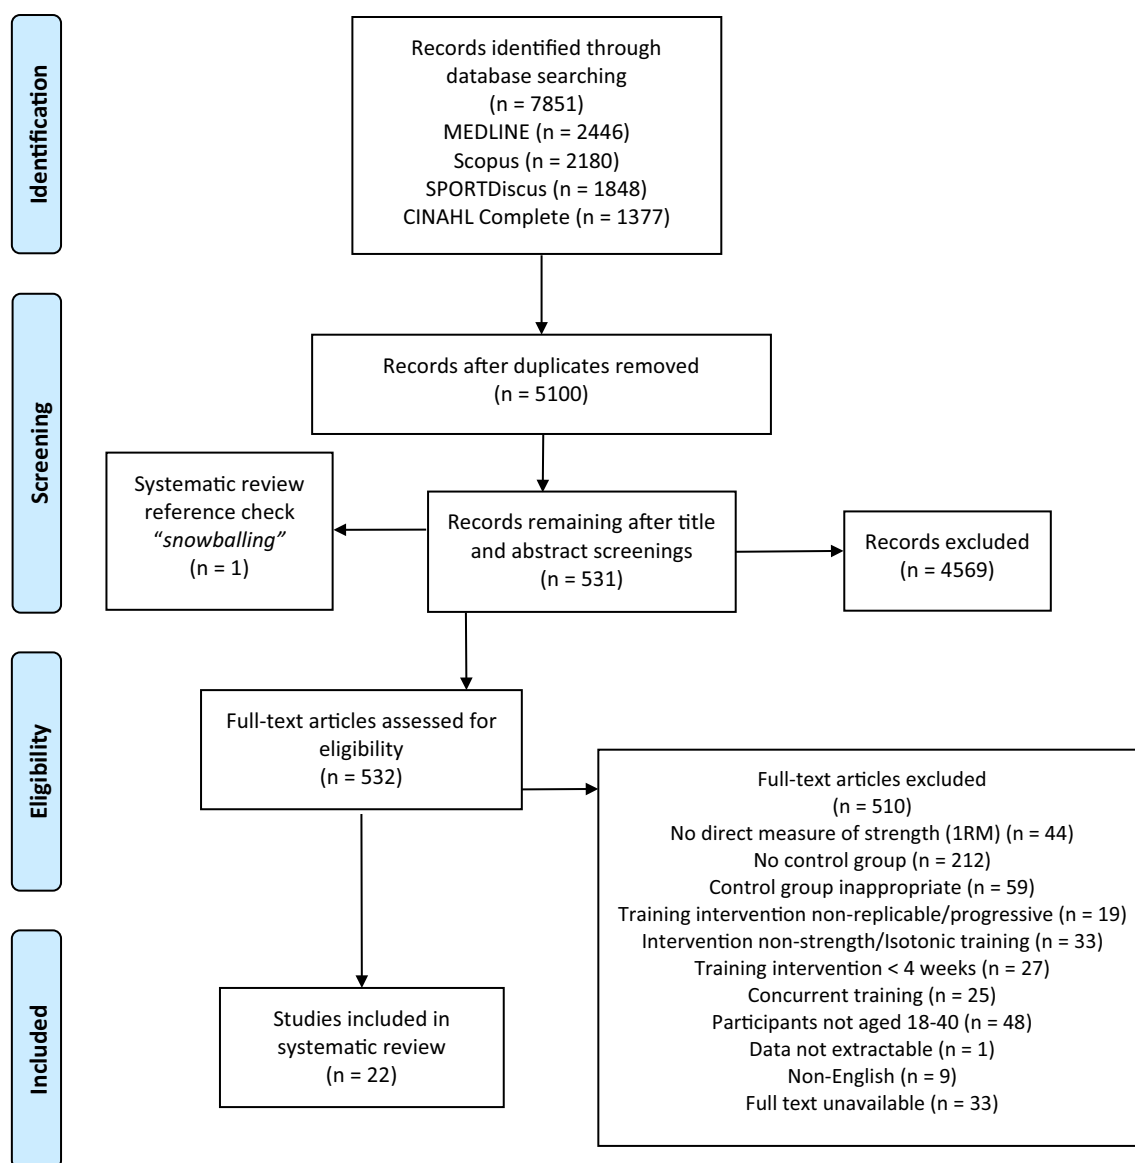 Identification
Records identified through
database searching
(n = 7851)
MEDLINE (n = 2446)
Scopus (n = 2180)
SPORTDiscus (n = 1848)
CINAHL Complete (n = 1377)
Screening
Records after duplicates removed
(n = 5100)
Systematic review
reference check
“snowballing”
(n = 1)
Records remaining after title
and abstract screenings
(n = 531)
Records excluded
(n = 4569)
Eligibility
Full-text articles assessed for
eligibility
(n = 532)
Full-text articles excluded
(n = 510)
No direct measure of strength (1RM) (n = 44)
No control group (n = 212)
Control group inappropriate (n = 59)
Training intervention non-replicable/progressive (n = 19)
Intervention non-strength/Isotonic training (n = 33)
Training intervention < 4 weeks (n = 27)
Concurrent training (n = 25)
Participants not aged 18-40 (n = 48)
Data not extractable (n = 1)
Non-English (n = 9)
Full text unavailable (n = 33)
Included
Studies included in
systematic review
(n = 22)